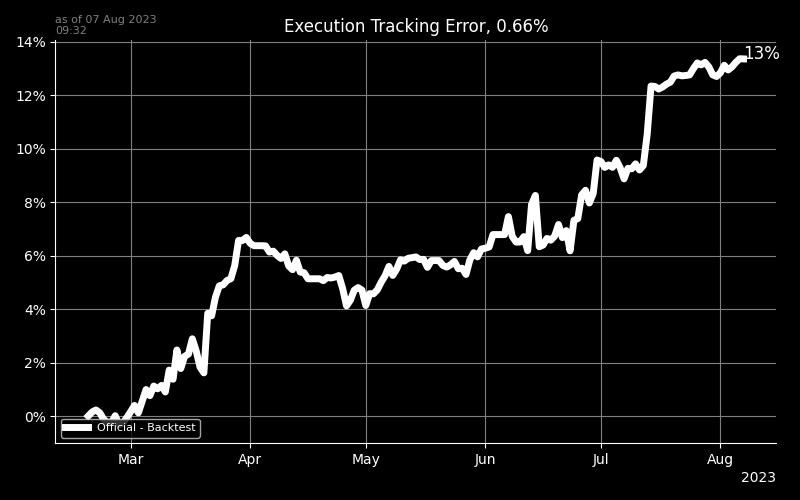 as of 07 Aug 2023
09:32
Execution Tracking Error, 0.66%
14%
13%
12%
10%
8%
6%
4%
2%
0%
Official - Backtest
Mar Apr May Jun Jul Aug
2023